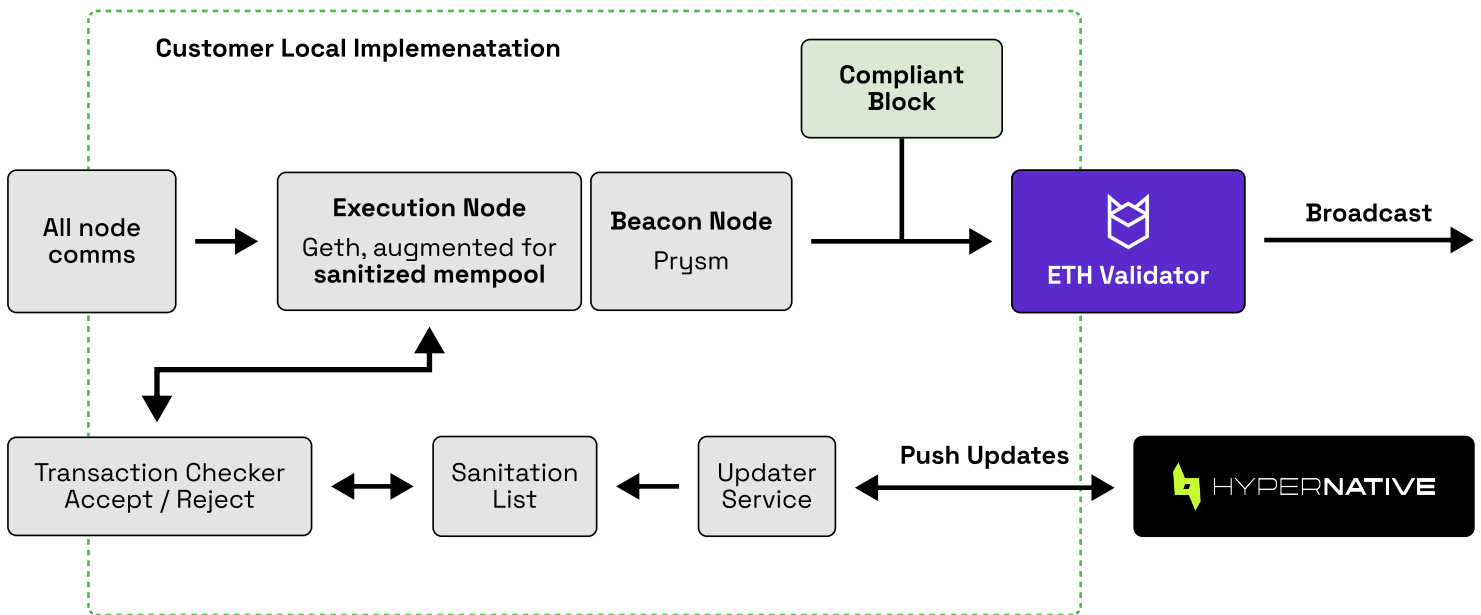 Customer Local Implemenatation
Compliant
Block
All node
comms
Execution Node
Geth, augmented for
sanitized mempool
Beacon Node
Prysm
ETH Validator
Broadcast
Transaction Checker
Accept / Reject
Sanitation
List
Updater
Service
Push Updates
HYPERNATIVE